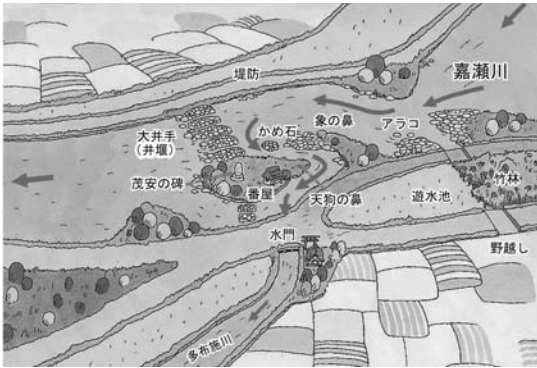 嘉瀬川
堤防
大井手
（井堰）
かめ石
象の鼻
アラコ
茂安の碑
番屋
天狗の鼻
遊水池
竹林
水門
野越し
多布施川